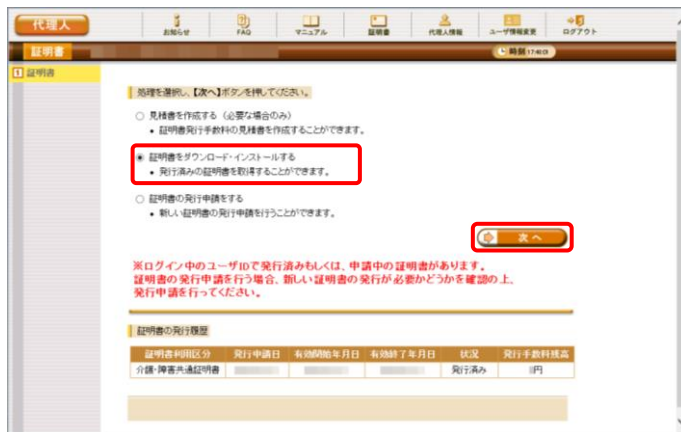 代理人
お知らせ FAQ マニュアル 証明書 代理人情報 ユーザ情報変更 ログアウト
証明書
時刻 17:46:03
1 証明書
処理を選択し、【次へ】ボタンを押してください。
見積書を作成する (必要な場合のみ)
• 証明書発行手数料の見積書を作成することができます。
証明書をダウンロード・インストールする
• 発行済みの証明書を取得することができます。
証明書の発行申請をする
• 新しい証明書の発行申請を行うことができます。
次へ
※ログイン中のユーザIDで発行済みもしくは、申請中の証明書があります。
証明書の発行申請を行う場合、新しい証明書の発行が必要かどうかを確認の上、
発行申請を行ってください。
証明書の発行履歴
証明書利用区分 発行申請日 有効開始年月日 有効終了年月日 状況 発行手数料残高
介護・障害共通証明書 発行済み 0円